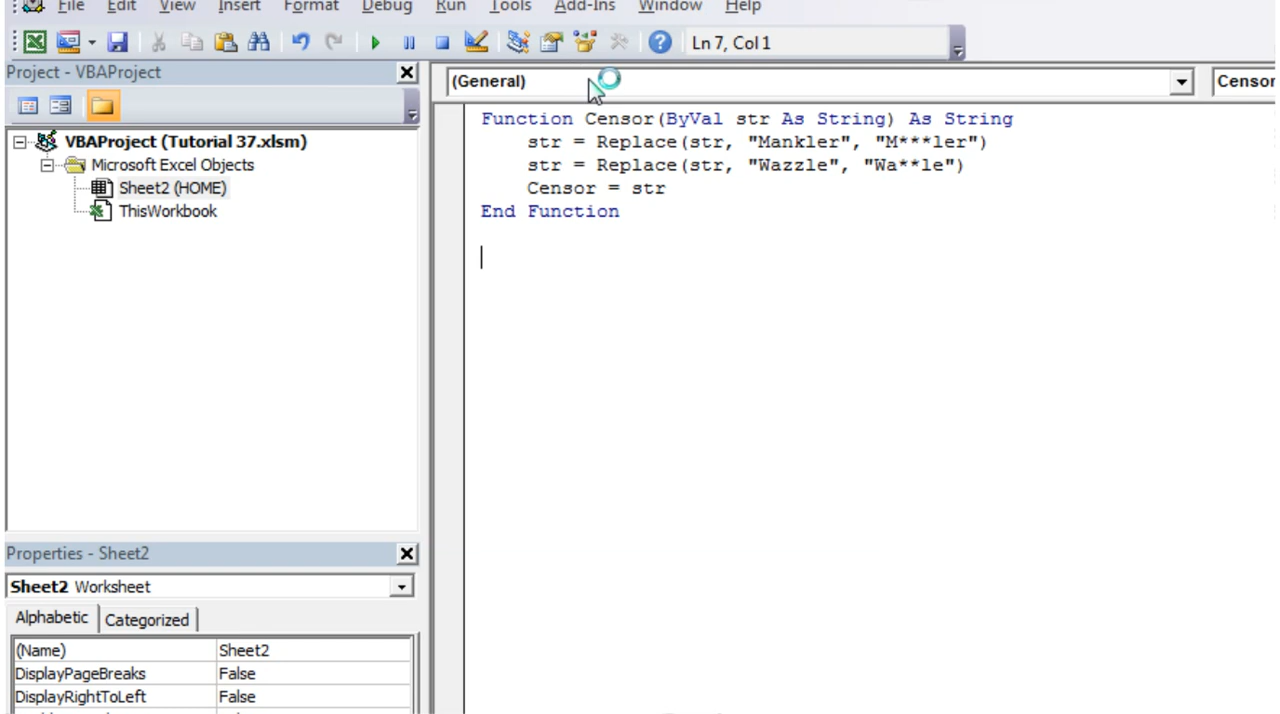 File Edit View Insert Format Debug Run Tools Add-Ins Window Help
Ln 7, Col 1
Project - VBAProject
(General)
Censor
VBAProject (Tutorial 37.xlsm)
Microsoft Excel Objects
Sheet2 (HOME)
ThisWorkbook
Function Censor(ByVal str As String) As String
str = Replace(str, "Mankler", "M***ler")
str = Replace(str, "Wazzle", "Wa**le")
Censor = str
End Function
Properties - Sheet2
Sheet2 Worksheet
Alphabetic Categorized
(Name) Sheet2
DisplayPageBreaks False
DisplayRightToLeft False